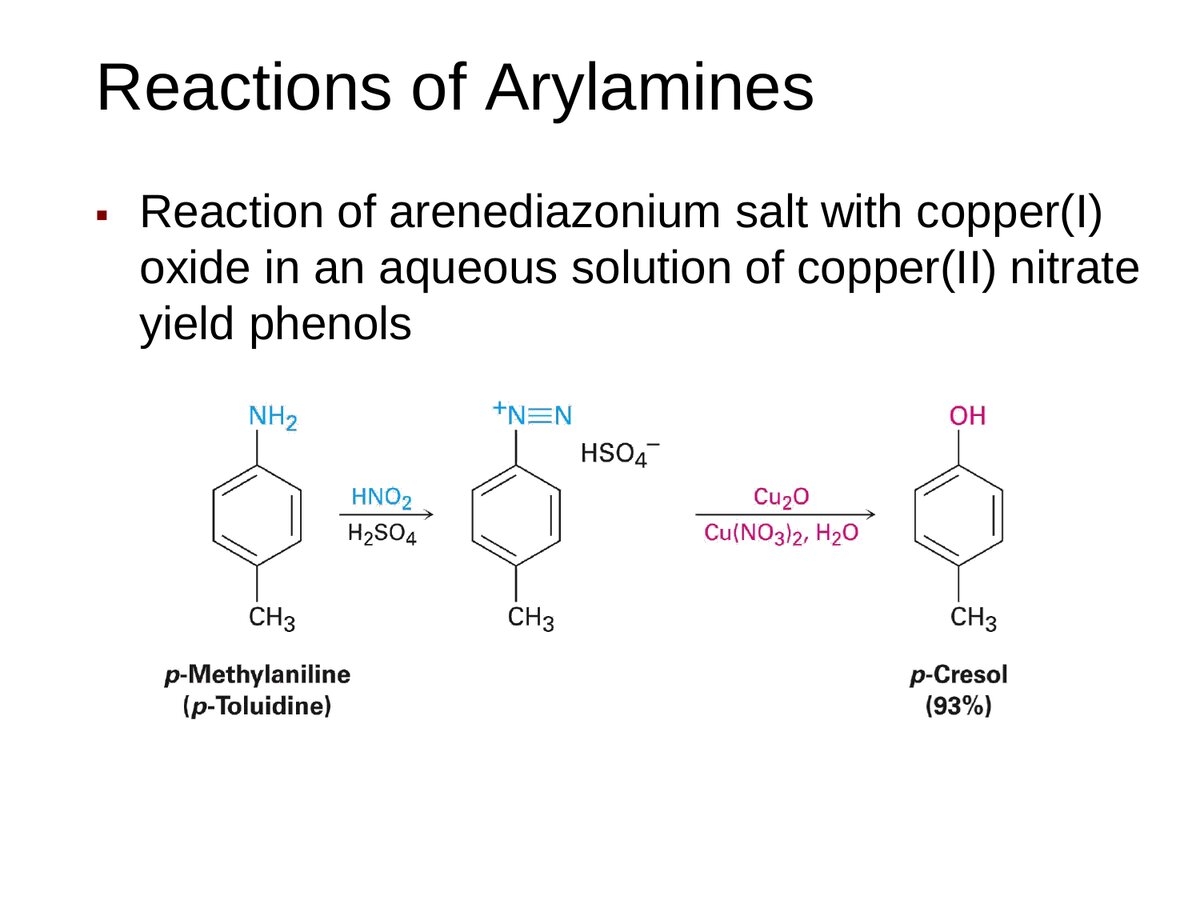 Reactions of Arylamines
▪ Reaction of arenediazonium salt with copper(I)
oxide in an aqueous solution of copper(II) nitrate
yield phenols
NH₂
⁺N≡N
HSO₄⁻
OH
HNO₂
H₂SO₄
Cu₂O
Cu(NO₃)₂, H₂O
CH₃
CH₃
CH₃
p-Methylaniline
(p-Toluidine)
p-Cresol
(93%)